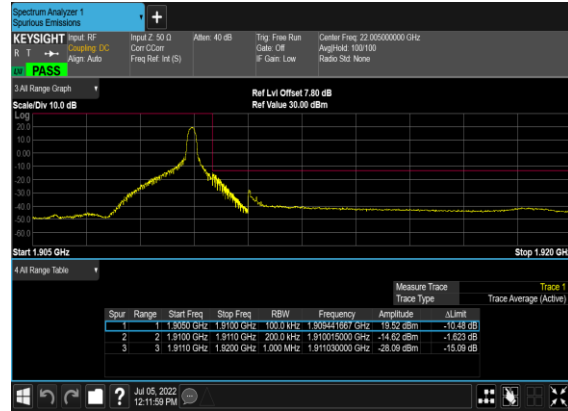 Spectrum Analyzer 1
Spurious Emissions
+
KEYSIGHT Input: RF Input Z: 50 Ω Atten: 40 dB Trig: Free Run Center Freq: 22.005000000 GHz
R T Coupling: DC Corr CCorr Gate: Off Avg|Hold: 100/100
Align: Auto Freq Ref: Int (S) IF Gain: Low Radio Std: None
PASS
3 All Range Graph
Ref Lvl Offset 7.80 dB
Scale/Div 10.0 dB Ref Value 30.00 dBm
Log
20.0
10.0
0.00
-10.0
-20.0
-30.0
-40.0
-50.0
-60.0
Start 1.905 GHz Stop 1.920 GHz
4 All Range Table
Measure Trace Trace 1
Trace Type Trace Average (Active)
Spur Range Start Freq Stop Freq RBW Frequency Amplitude ΔLimit
1 1 1.9050 GHz 1.9100 GHz 100.0 kHz 1.909441667 GHz 19.52 dBm -10.48 dB
2 2 1.9100 GHz 1.9110 GHz 200.0 kHz 1.910015000 GHz -14.62 dBm -1.623 dB
3 3 1.9110 GHz 1.9200 GHz 1.000 MHz 1.911030000 GHz -28.09 dBm -15.09 dB
? Jul 05, 2022
12:11:59 PM